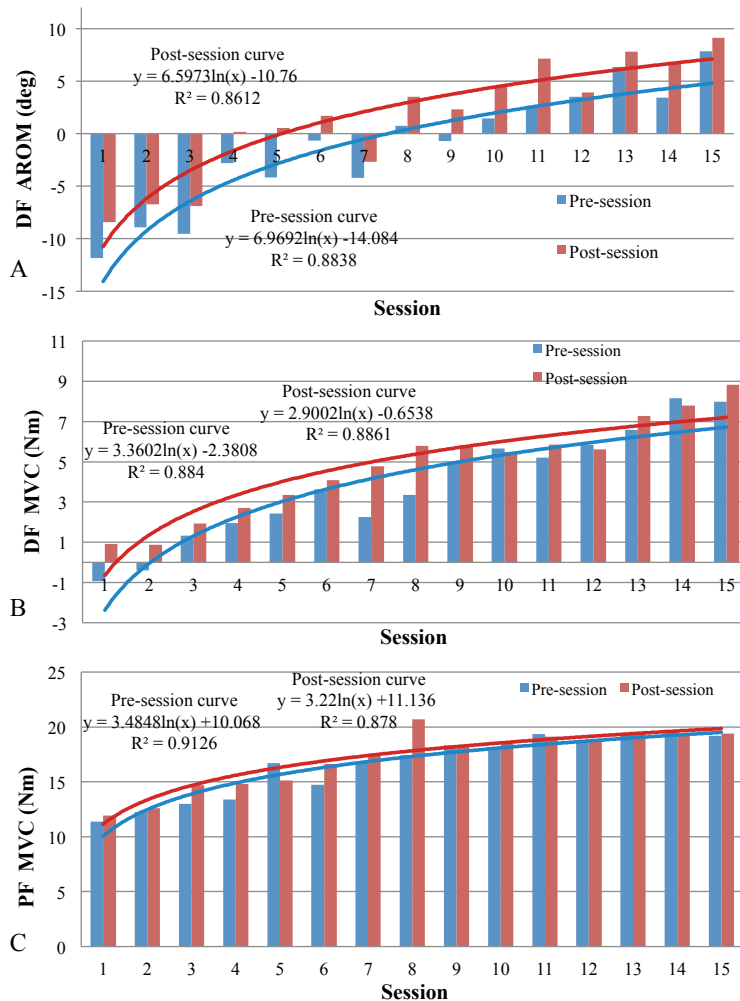 10
5
0
-5
-10
-15
DF AROM (deg)
Post-session curve
y = 6.5973ln(x) -10.76
R² = 0.8612
1 2 3 4 5 6 7 8 9 10 11 12 13 14 15
Pre-session curve
y = 6.9692ln(x) -14.084
R² = 0.8838
Pre-session
Post-session
A
Session
11
9
7
5
3
1
-1
-3
DF MVC (Nm)
Pre-session
Post-session
Post-session curve
y = 2.9002ln(x) -0.6538
R² = 0.8861
Pre-session curve
y = 3.3602ln(x) -2.3808
R² = 0.884
1 2 3 4 5 6 7 8 9 10 11 12 13 14 15
B
Session
25
20
15
10
5
0
PF MVC (Nm)
Post-session curve
y = 3.22ln(x) +11.136
R² = 0.878
Pre-session curve
y = 3.4848ln(x) +10.068
R² = 0.9126
Pre-session Post-session
1 2 3 4 5 6 7 8 9 10 11 12 13 14 15
C
Session